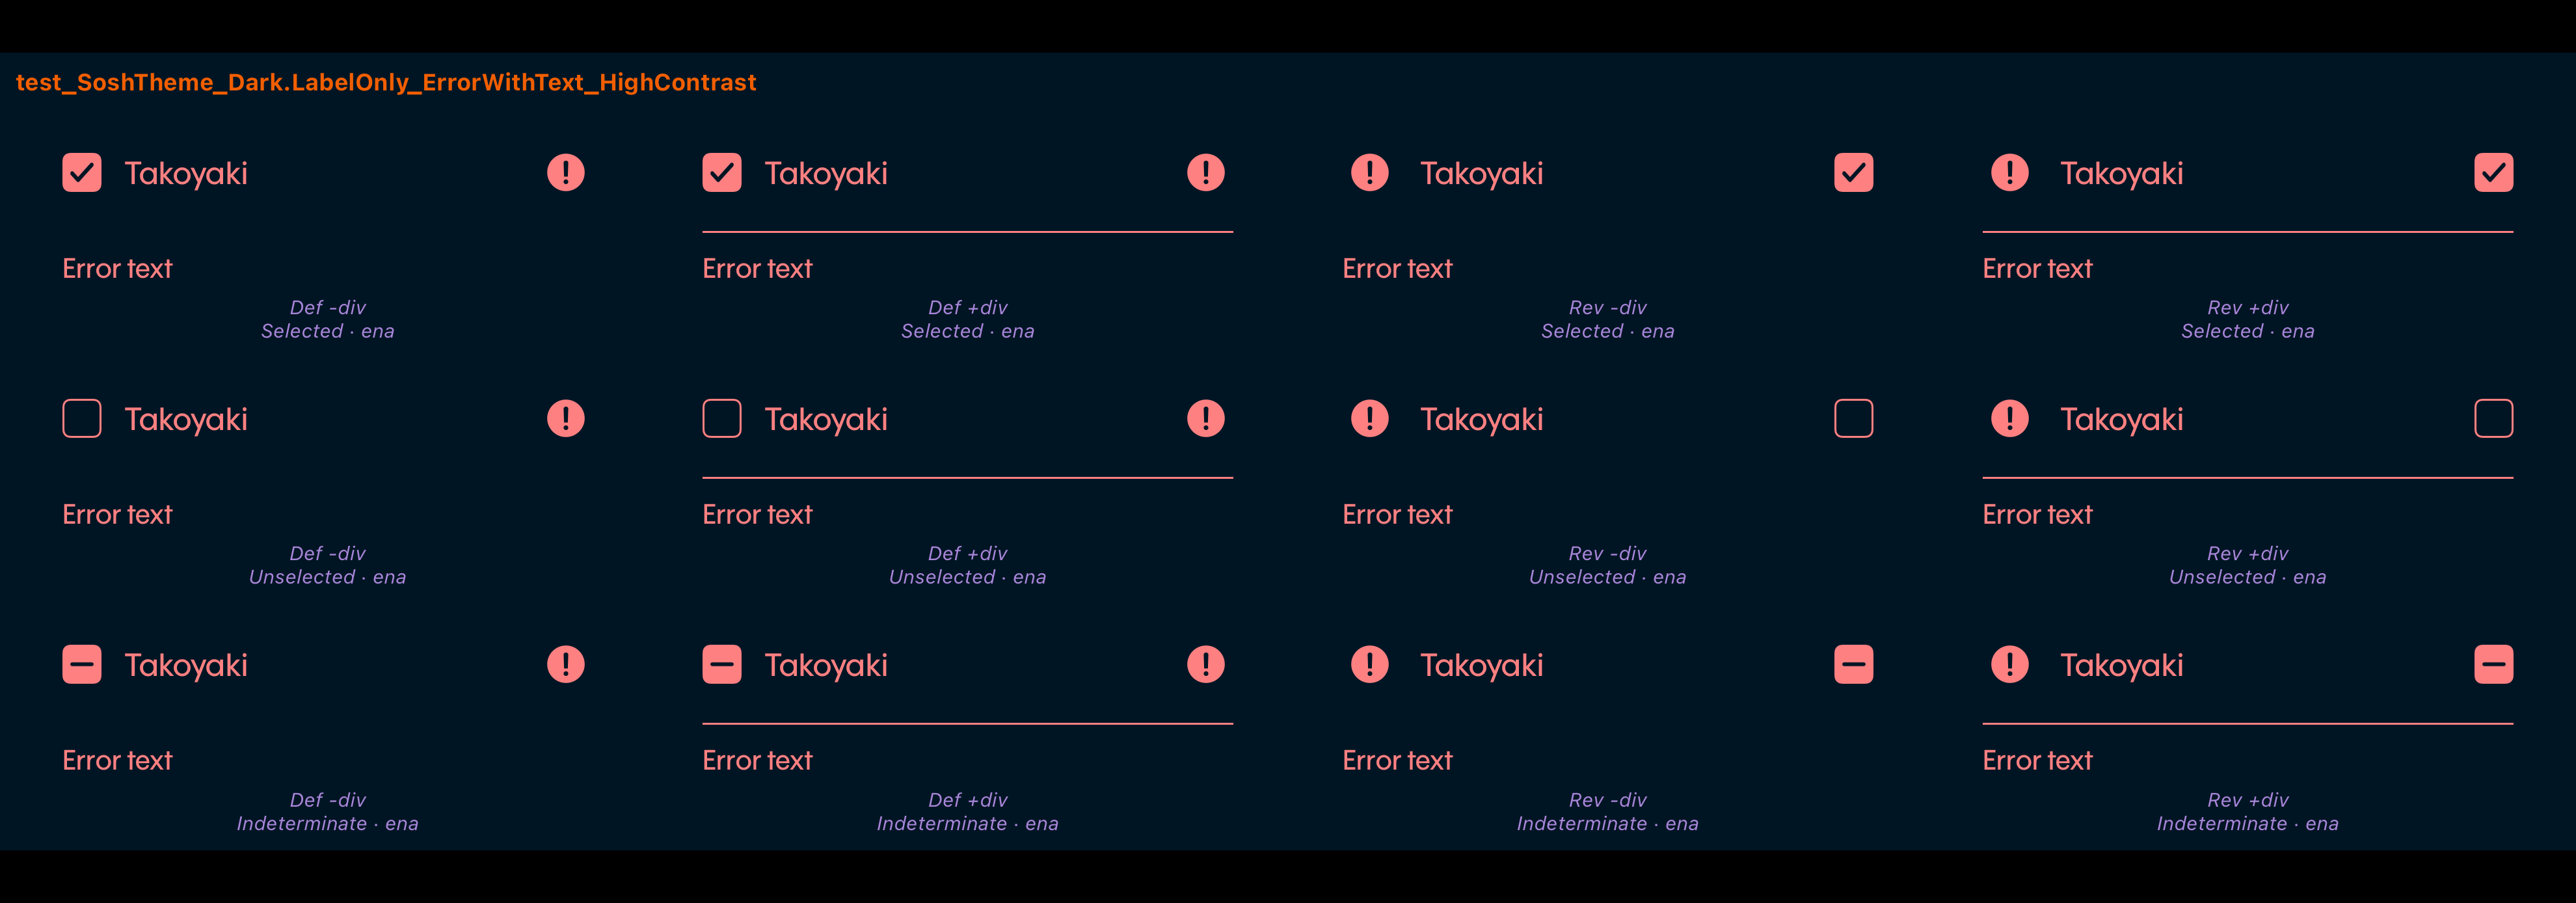 test_SoshTheme_Dark.LabelOnly_ErrorWithText_HighContrast
Takoyaki
Takoyaki
Takoyaki
Takoyaki
Error text
Error text
Error text
Error text
Def -div
Selected · ena
Def +div
Selected · ena
Rev -div
Selected · ena
Rev +div
Selected · ena
Takoyaki
Takoyaki
Takoyaki
Takoyaki
Error text
Error text
Error text
Error text
Def -div
Unselected · ena
Def +div
Unselected · ena
Rev -div
Unselected · ena
Rev +div
Unselected · ena
Takoyaki
Takoyaki
Takoyaki
Takoyaki
Error text
Error text
Error text
Error text
Def -div
Indeterminate · ena
Def +div
Indeterminate · ena
Rev -div
Indeterminate · ena
Rev +div
Indeterminate · ena